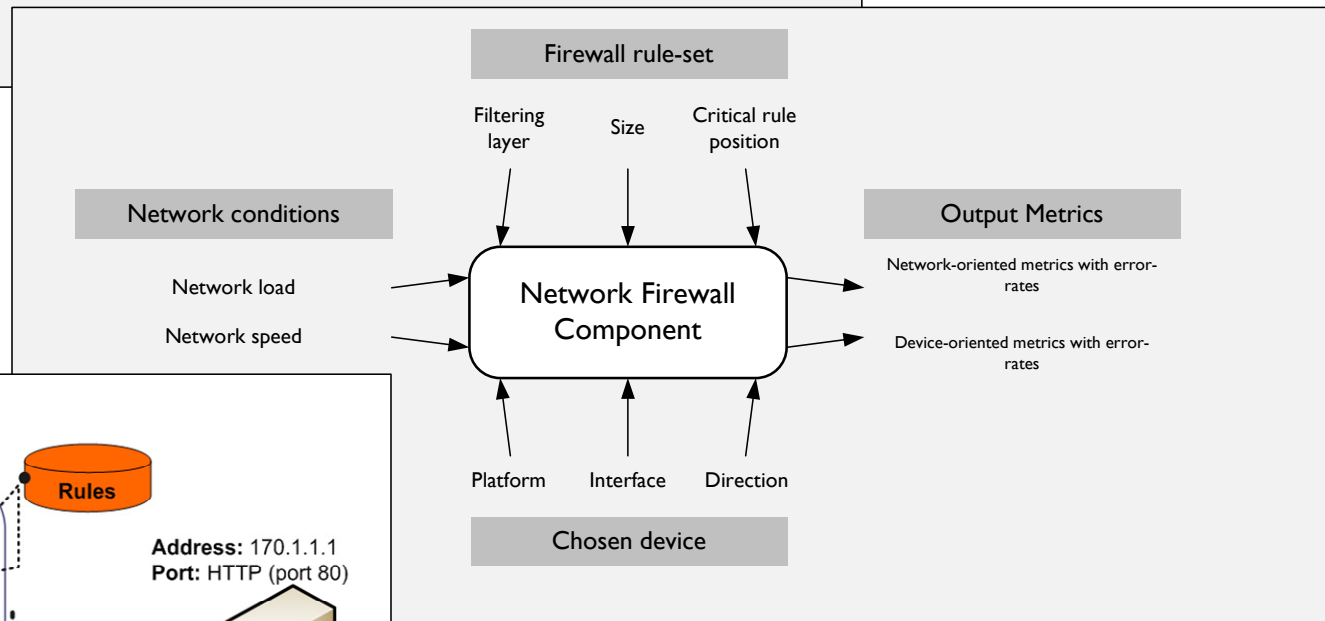 Firewall rule-set
Filtering
layer
Size
Critical rule
position
Network conditions
Network load
Network speed
Network Firewall
Component
Output Metrics
Network-oriented metrics with error-
rates
Device-oriented metrics with error-
rates
Platform
Interface
Direction
Chosen device
Rules
Address: 170.1.1.1
Port: HTTP (port 80)